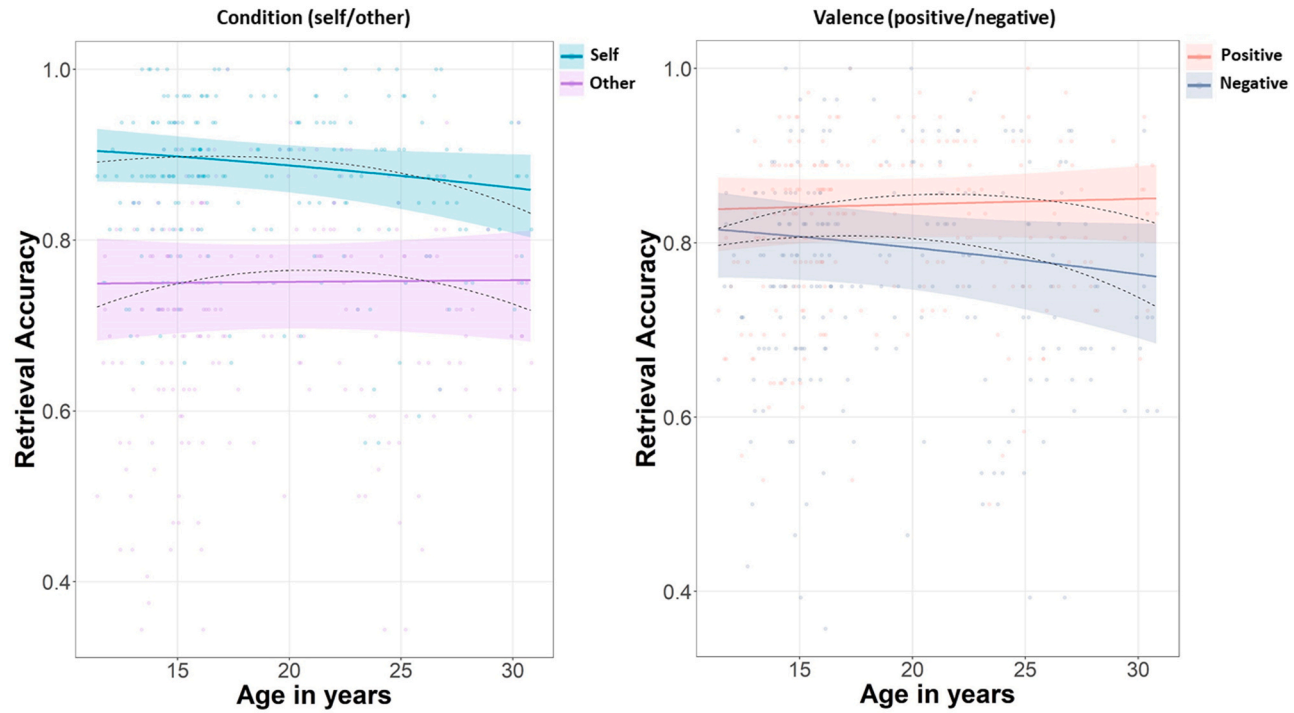 Condition (self/other)
Self
Other
1.0
0.8
0.6
0.4
Retrieval Accuracy
15 20 25 30
Age in years
Valence (positive/negative)
Positive
Negative
1.0
0.8
0.6
0.4
Retrieval Accuracy
15 20 25 30
Age in years